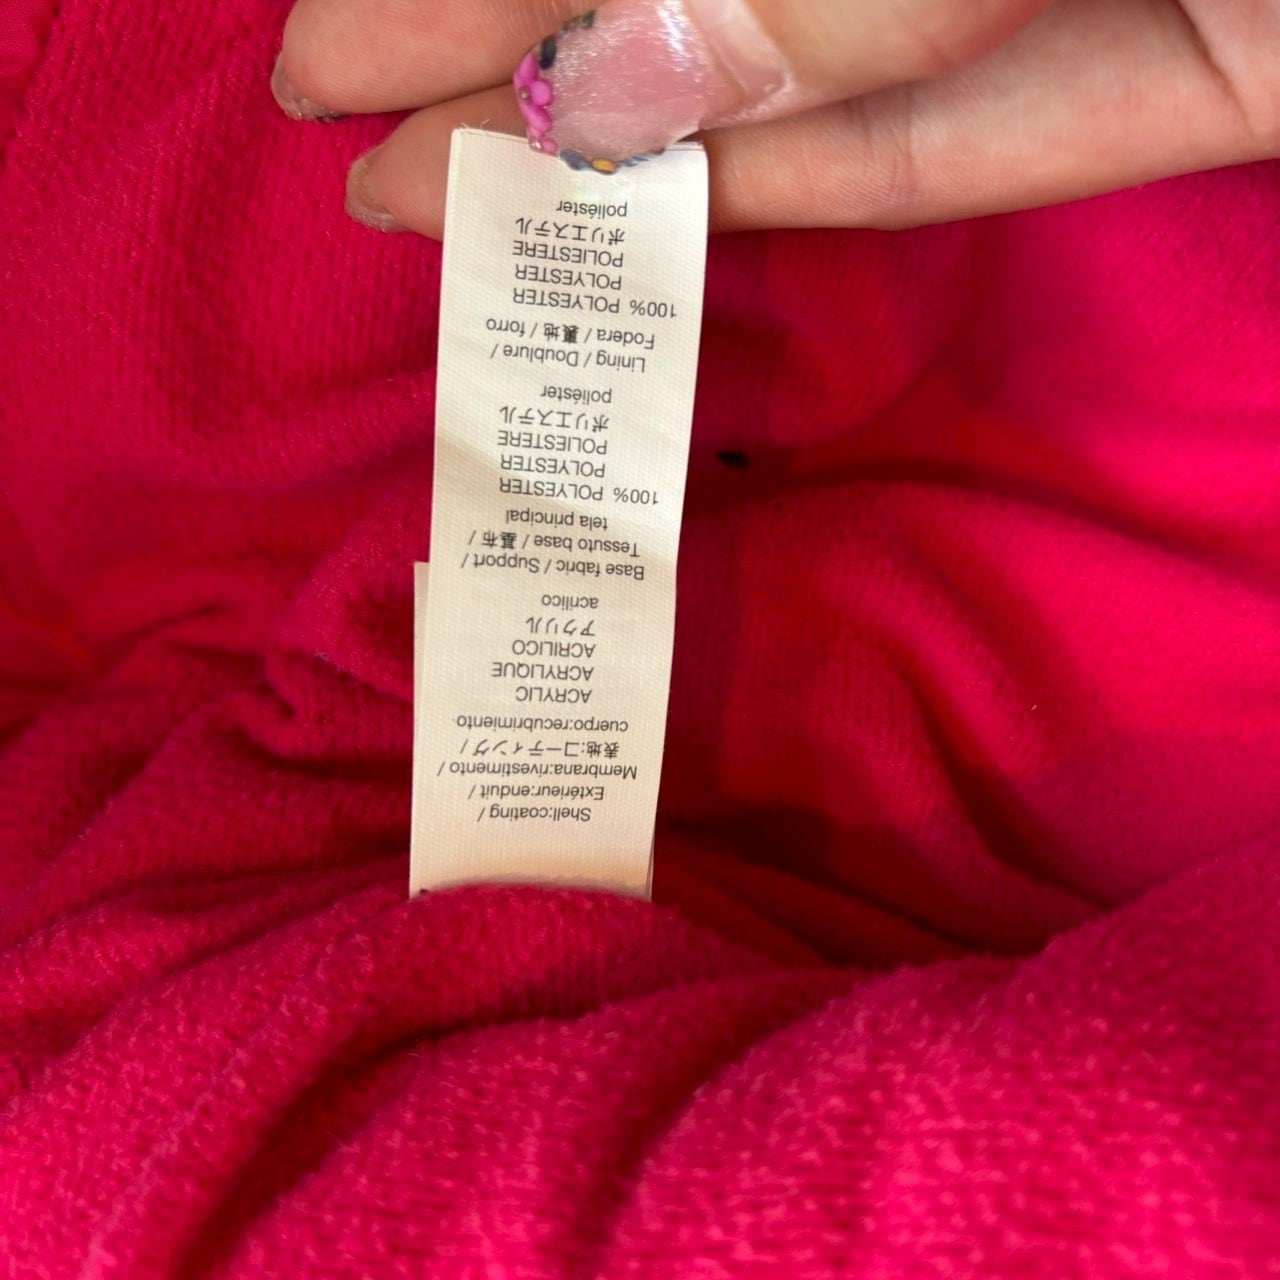 Shell:coating /
Extérieur:enduit /
Membrana:rivestimento /
表地:コーティング /
cuerpo:recubrimiento
ACRYLIC
ACRYLIQUE
ACRILICO
アクリル
acrilico
Base fabric / Support /
Tessuto base / 基布 /
tela principal
100% POLYESTER
POLYESTER
POLIESTERE
ポリエステル
poliéster
Lining / Doublure /
Fodera / 裏地 / forro
100% POLYESTER
POLYESTER
POLIESTERE
ポリエステル
poliéster